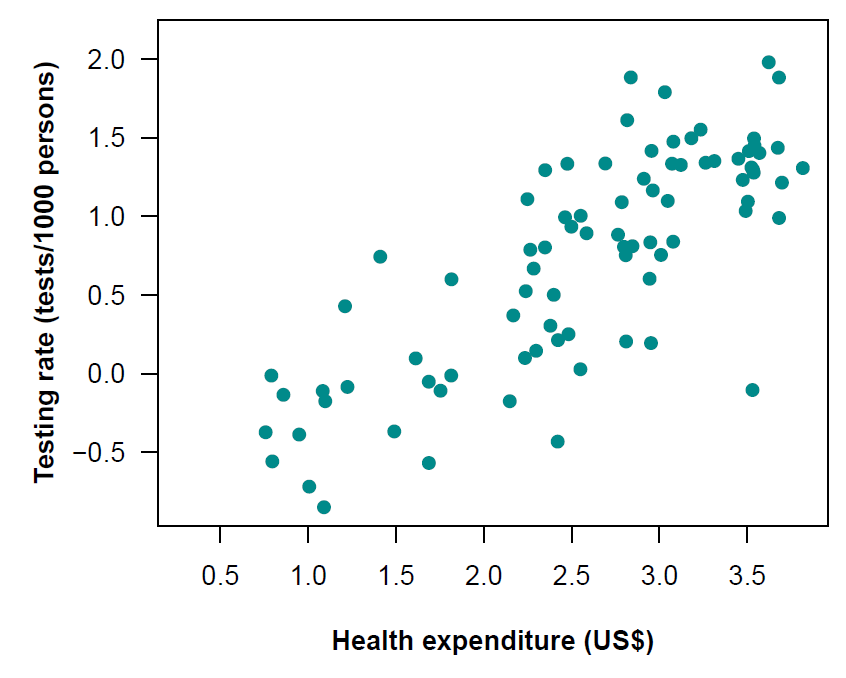 Testing rate (tests/1000 persons)
2.0
1.5
1.0
0.5
0.0
−0.5
0.5 1.0 1.5 2.0 2.5 3.0 3.5
Health expenditure (US$)